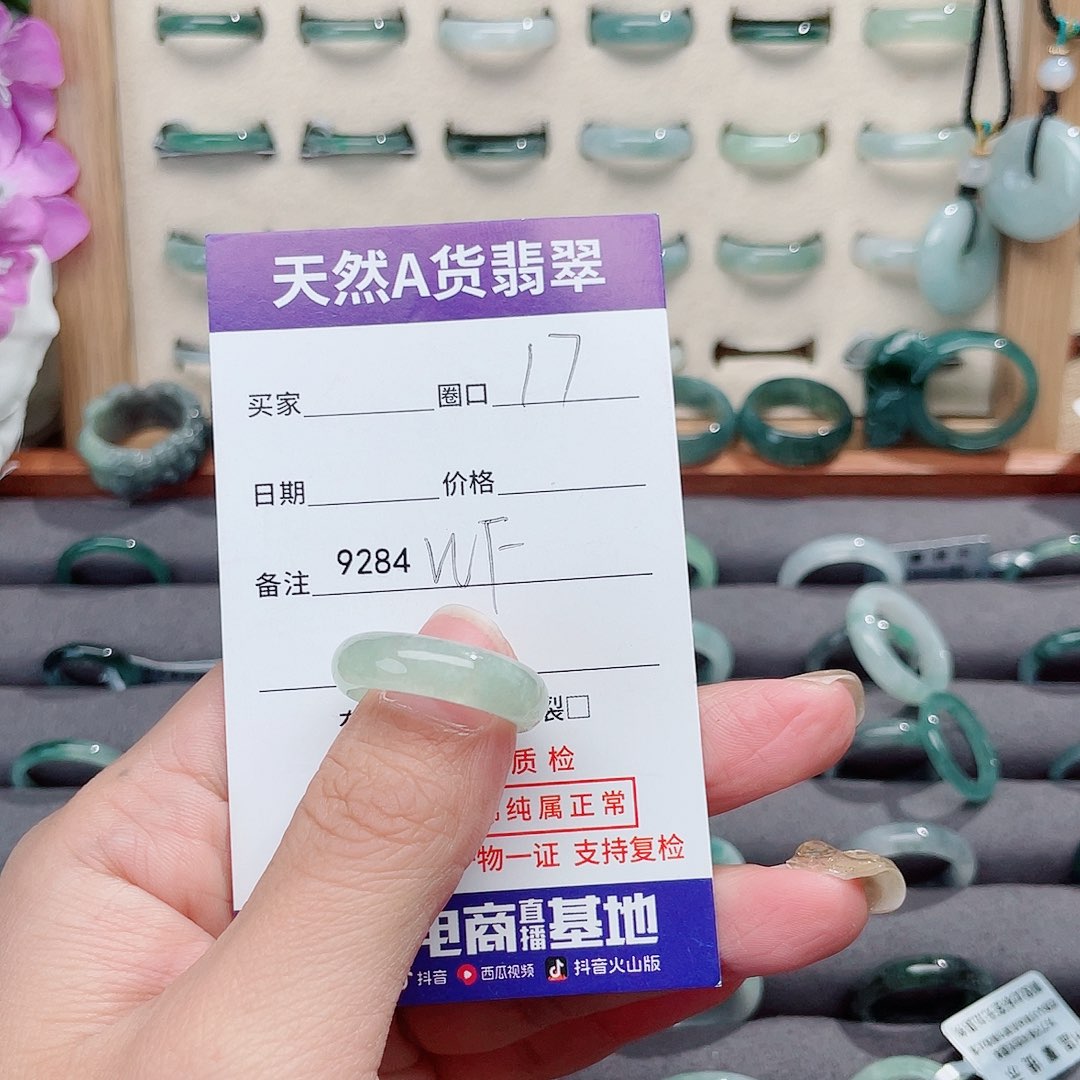 天然A货翡翠
买家 圈口 17
日期 价格
备注 9284 WF
裂
质检
纯属正常
物一证 支持复检
电商直播基地
抖音 西瓜视频 抖音火山版